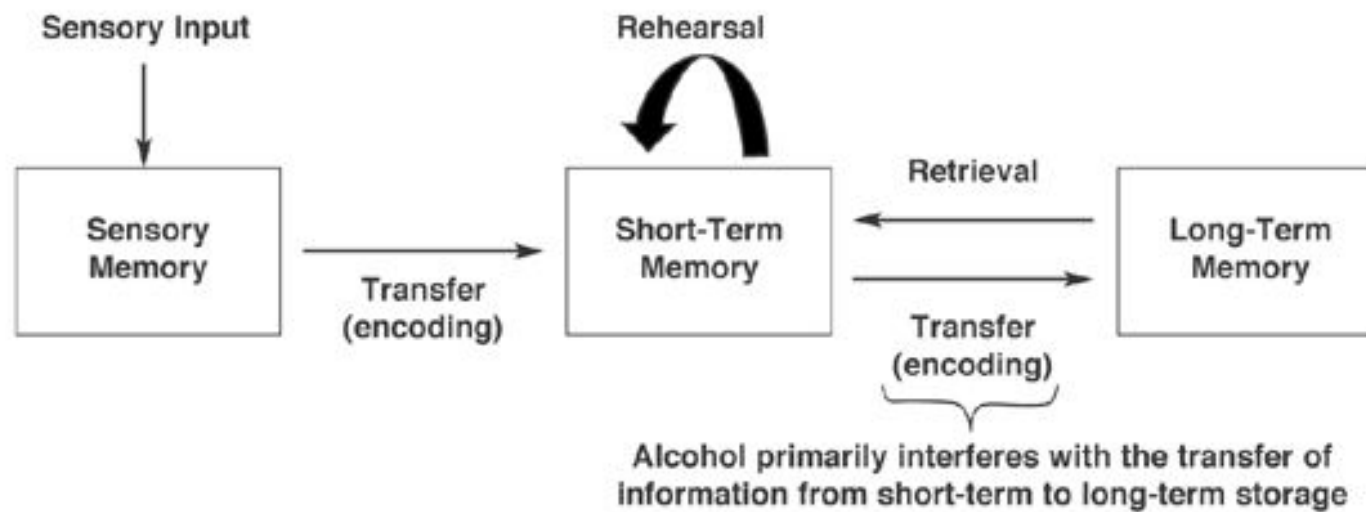 Sensory Input
Rehearsal
Sensory
Memory
Transfer
(encoding)
Short-Term
Memory
Retrieval
Transfer
(encoding)
Long-Term
Memory
Alcohol primarily interferes with the transfer of
information from short-term to long-term storage